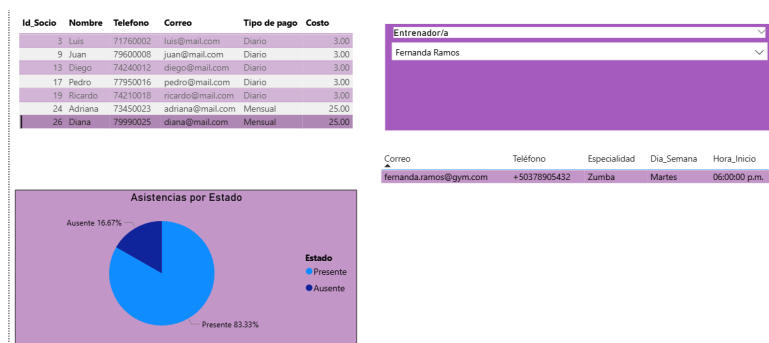 Id_Socio Nombre Telefono Correo Tipo de pago Costo
3 Luis 71760002 luis@mail.com Diario 3.00
9 Juan 79600008 juan@mail.com Diario 3.00
13 Diego 74240012 diego@mail.com Diario 3.00
17 Pedro 77950016 pedro@mail.com Diario 3.00
19 Ricardo 74210018 ricardo@mail.com Diario 3.00
24 Adriana 73450023 adriana@mail.com Mensual 25.00
26 Diana 79990025 diana@mail.com Mensual 25.00
Entrenador/a
Fernanda Ramos
Correo Teléfono Especialidad Dia_Semana Hora_Inicio
fernanda.ramos@gym.com +50378905432 Zumba Martes 06:00:00 p.m.
Asistencias por Estado
Ausente 16.67%
Estado
Presente
Ausente
Presente 83.33%